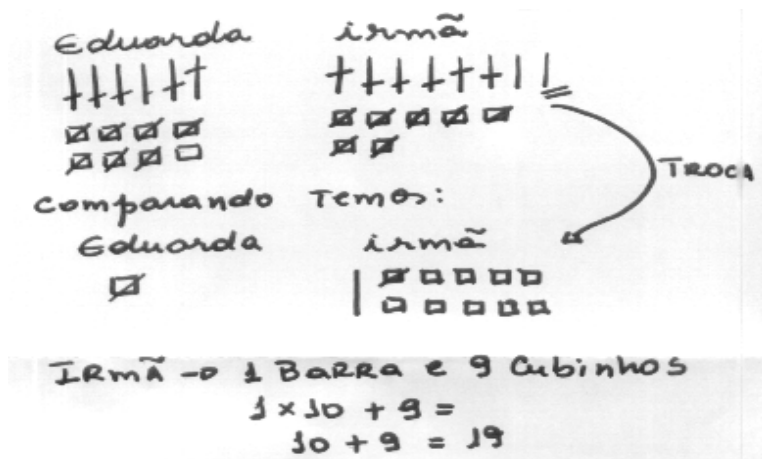 Eduarda irmã
TROCA
Comparando Temos:
Eduarda irmã
IRMÃ → 1 BARRA e 9 Cubinhos
1 × 10 + 9 =
10 + 9 = 19